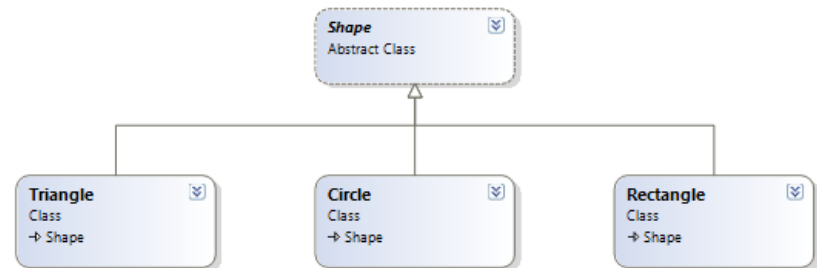 Shape
Abstract Class
Triangle
Class
Shape
Circle
Class
Shape
Rectangle
Class
Shape